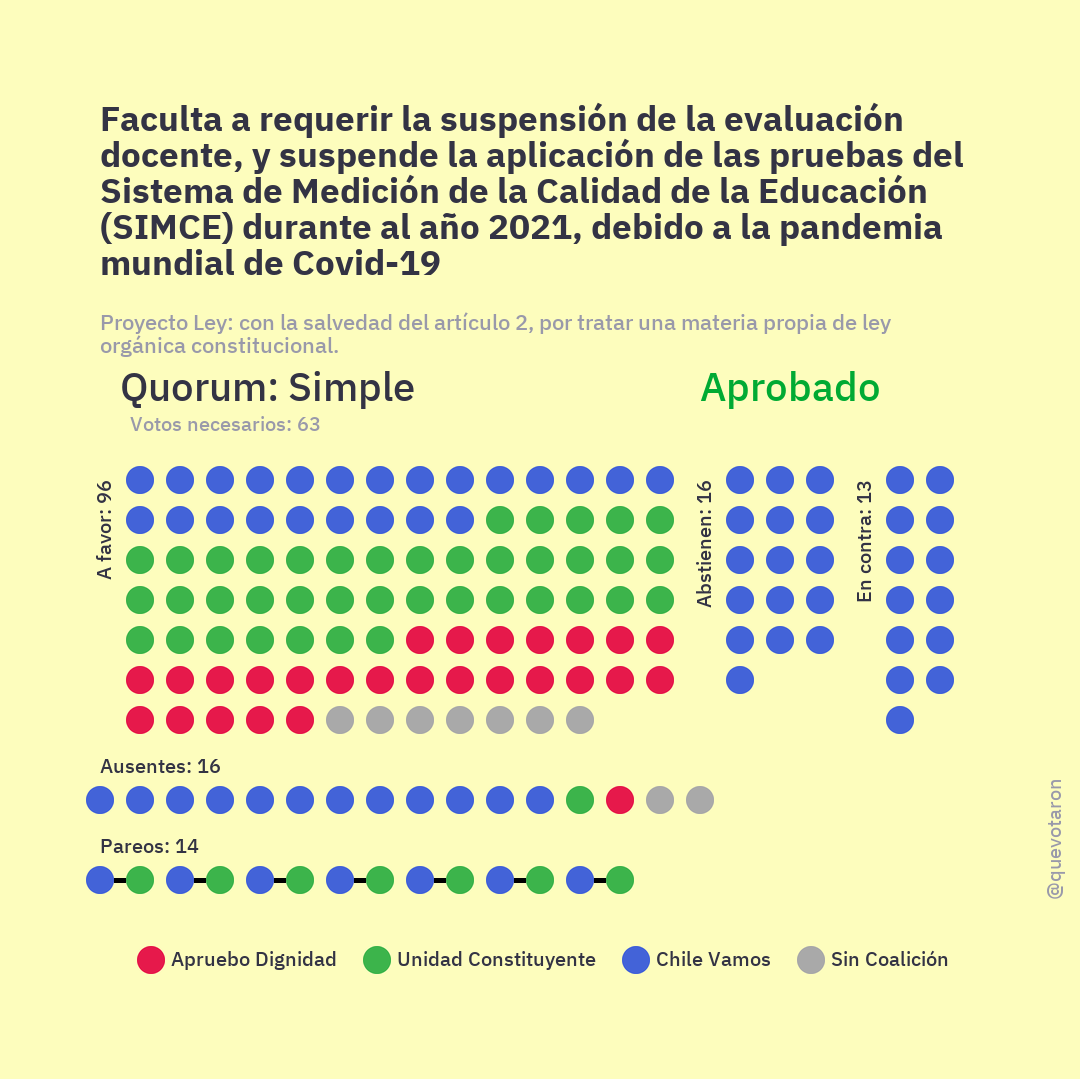 Faculta a requerir la suspensión de la evaluación
docente, y suspende la aplicación de las pruebas del
Sistema de Medición de la Calidad de la Educación
(SIMCE) durante al año 2021, debido a la pandemia
mundial de Covid-19
Proyecto Ley: con la salvedad del artículo 2, por tratar una materia propia de ley
orgánica constitucional.
Quorum: Simple
Aprobado
Votos necesarios: 63
A favor: 96
Abstienen: 16
En contra: 13
Ausentes: 16
Pareos: 14
@quevotaron
Apruebo Dignidad
Unidad Constituyente
Chile Vamos
Sin Coalición